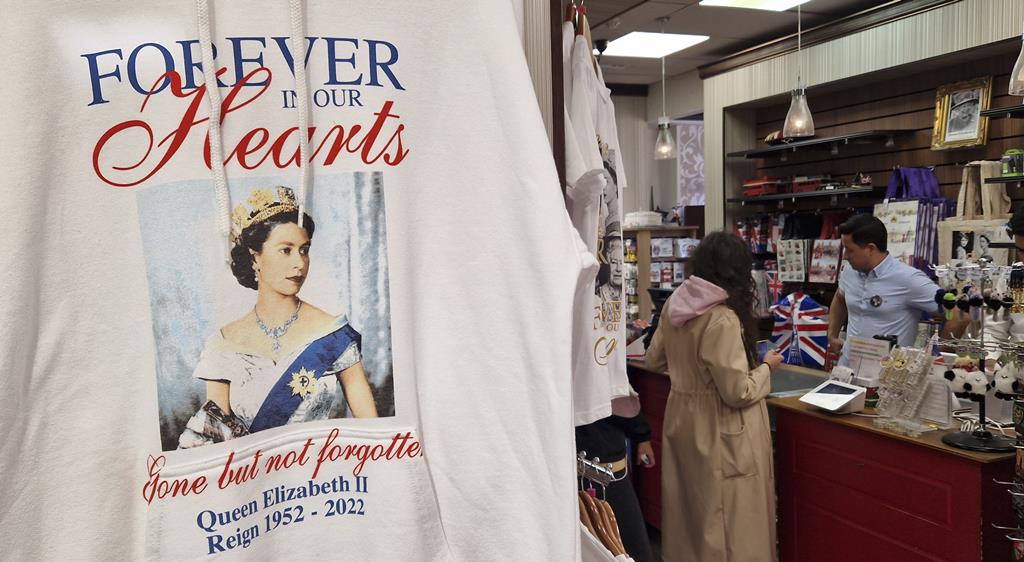 FOREVER
IN OUR
Hearts
Gone but not forgotten
Queen Elizabeth II
Reign 1952 - 2022